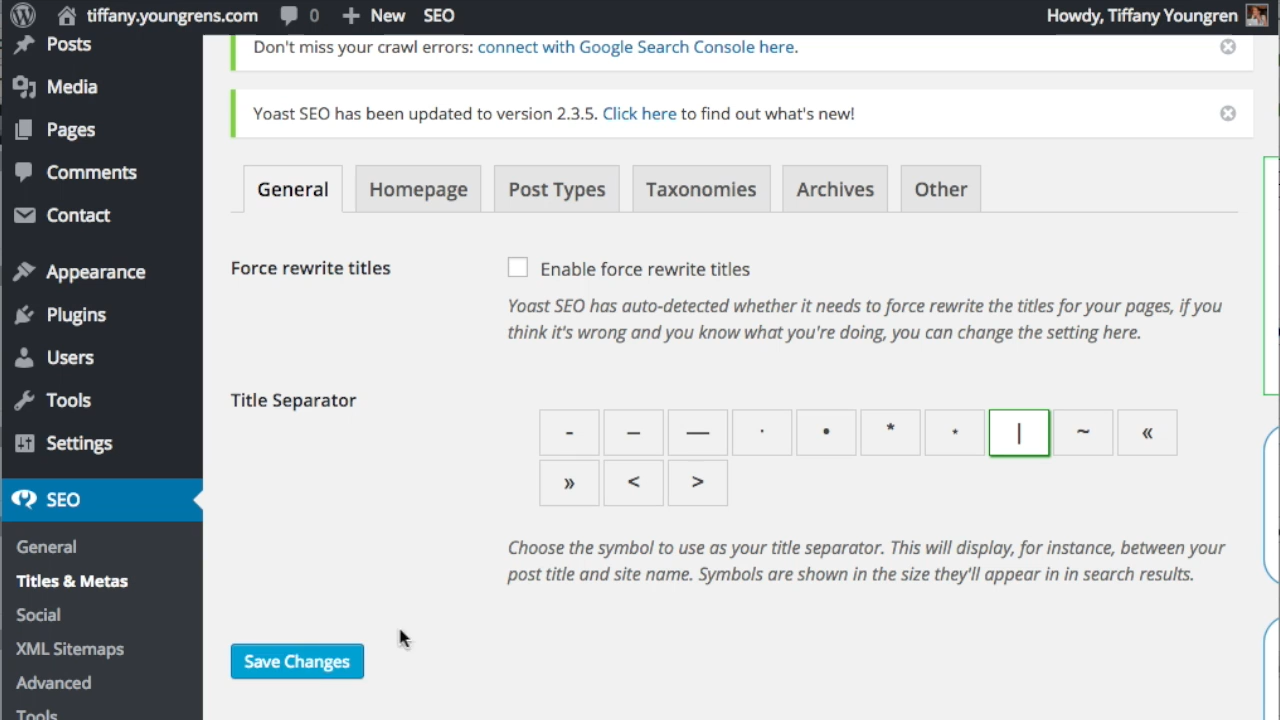 tiffany.youngrens.com 0 New SEO Howdy, Tiffany Youngren
Posts
Media
Pages
Comments
Contact
Appearance
Plugins
Users
Tools
Settings
SEO
General
Titles & Metas
Social
XML Sitemaps
Advanced
Tools
Don't miss your crawl errors: connect with Google Search Console here.
Yoast SEO has been updated to version 2.3.5. Click here to find out what's new!
General Homepage Post Types Taxonomies Archives Other
Force rewrite titles Enable force rewrite titles
Yoast SEO has auto-detected whether it needs to force rewrite the titles for your pages, if you
think it's wrong and you know what you're doing, you can change the setting here.
Title Separator
- – — · • * ⋆ | ~ «
» < >
Choose the symbol to use as your title separator. This will display, for instance, between your
post title and site name. Symbols are shown in the size they'll appear in in search results.
Save Changes